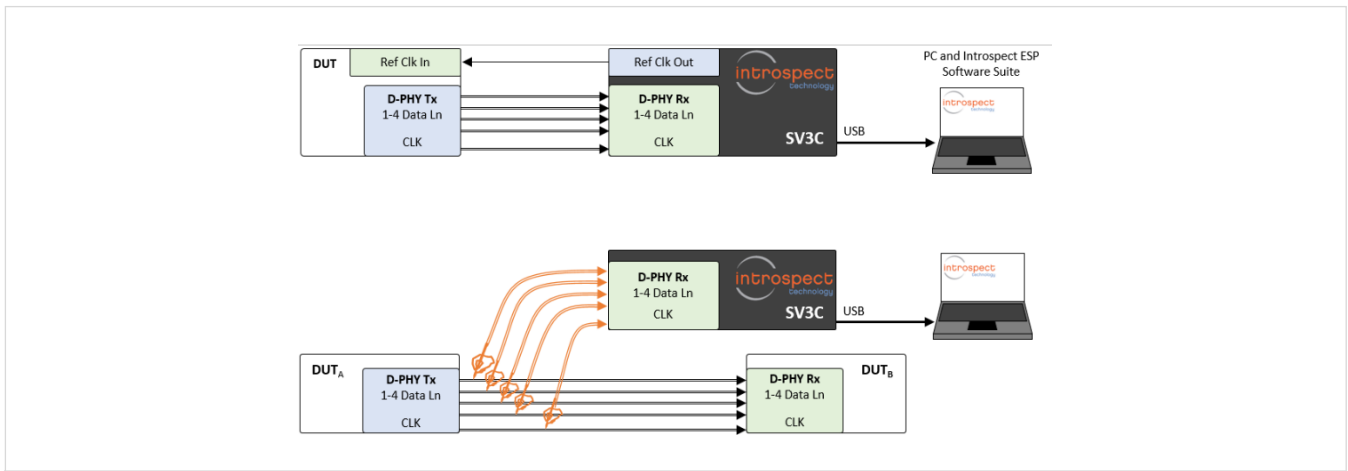 DUT
Ref Clk In
Ref Clk Out
introspect
technology
PC and Introspect ESP
Software Suite
introspect
D-PHY Tx
1-4 Data Ln
CLK
D-PHY Rx
1-4 Data Ln
CLK
SV3C
USB
D-PHY Rx
1-4 Data Ln
CLK
introspect
technology
SV3C
USB
introspect
DUTA
D-PHY Tx
1-4 Data Ln
CLK
D-PHY Rx
1-4 Data Ln
CLK
DUTB